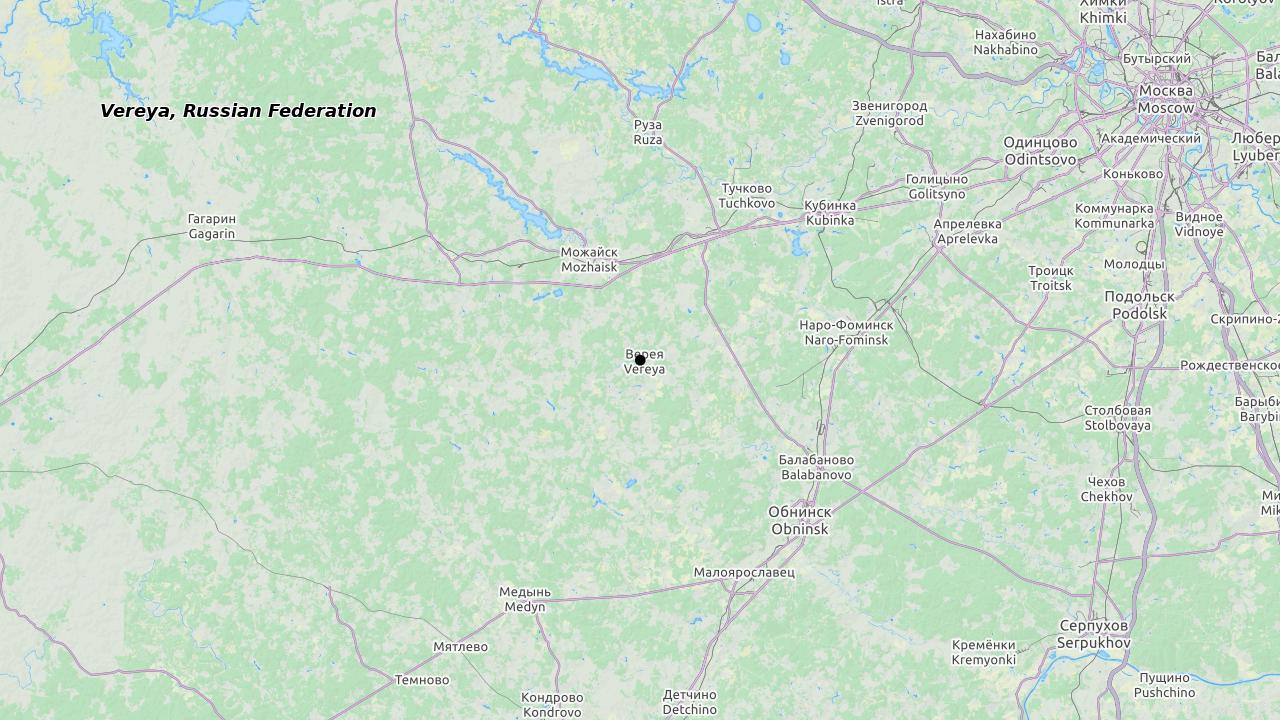 Istra
Химки
Khimki
Korolyov
Нахабино
Nakhabino
Бутырский
Москва
Moscow
Vereya, Russian Federation
Звенигород
Zvenigorod
Руза
Ruza
Академический
Одинцово
Odintsovo
Коньково
Голицыно
Golitsyno
Тучково
Tuchkovo
Кубинка
Kubinka
Коммунарка
Kommunarka
Видное
Vidnoye
Гагарин
Gagarin
Апрелевка
Aprelevka
Можайск
Mozhaisk
Троицк
Troitsk
Молодцы
Подольск
Podolsk
Скрипино-2
Наро-Фоминск
Naro-Fominsk
Верея
Vereya
Рождественское
Столбовая
Stolbovaya
Балабаново
Balabanovo
Чехов
Chekhov
Обнинск
Obninsk
Малоярославец
Медынь
Medyn
Серпухов
Serpukhov
Мятлево
Кремёнки
Kremyonki
Темново
Пущино
Pushchino
Кондрово
Kondrovo
Детчино
Detchino